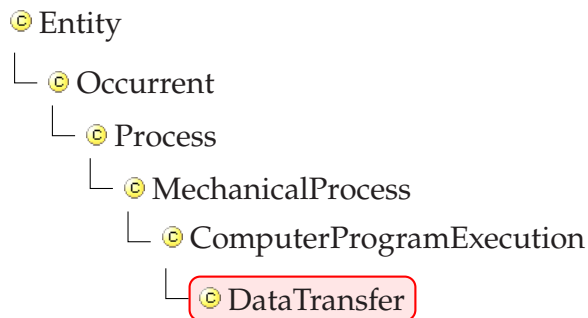 C Entity
C Occurrent
C Process
C MechanicalProcess
C ComputerProgramExecution
C DataTransfer